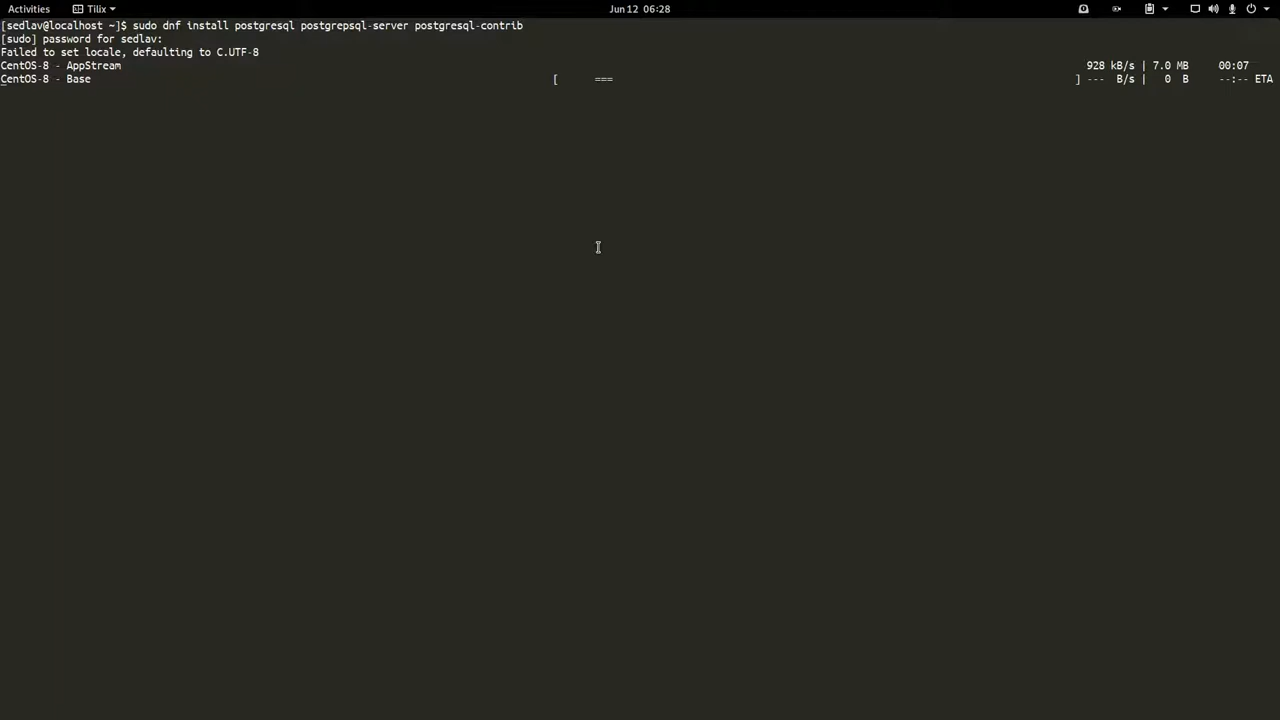 Activities Tilix Jun 12 06:28
[sedlav@localhost ~]$ sudo dnf install postgresql postgrepsql-server postgresql-contrib
[sudo] password for sedlav:
Failed to set locale, defaulting to C.UTF-8
CentOS-8 - AppStream 928 kB/s | 7.0 MB 00:07
CentOS-8 - Base [ === ] --- B/s | 0 B --:-- ETA